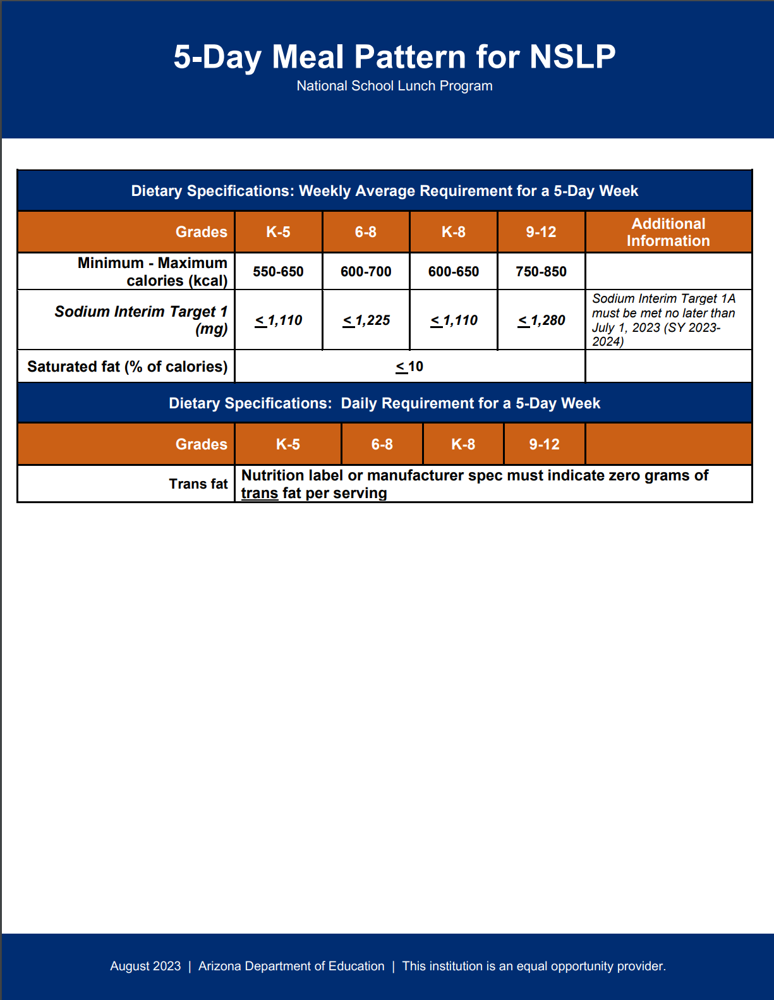 5-Day Meal Pattern for NSLP
National School Lunch Program
Dietary Specifications: Weekly Average Requirement for a 5-Day Week
Grades K-5 6-8 K-8 9-12 Additional
Information
Minimum - Maximum
calories (kcal) 550-650 600-700 600-650 750-850
Sodium Interim Target 1
(mg) < 1,110 < 1,225 < 1,110 < 1,280
Sodium Interim Target 1A
must be met no later than
July 1, 2023 (SY 2023-
2024)
Saturated fat (% of calories) < 10
Dietary Specifications:  Daily Requirement for a 5-Day Week
Grades K-5 6-8 K-8 9-12
Trans fat Nutrition label or manufacturer spec must indicate zero grams of
trans fat per serving
August 2023 | Arizona Department of Education | This institution is an equal opportunity provider.